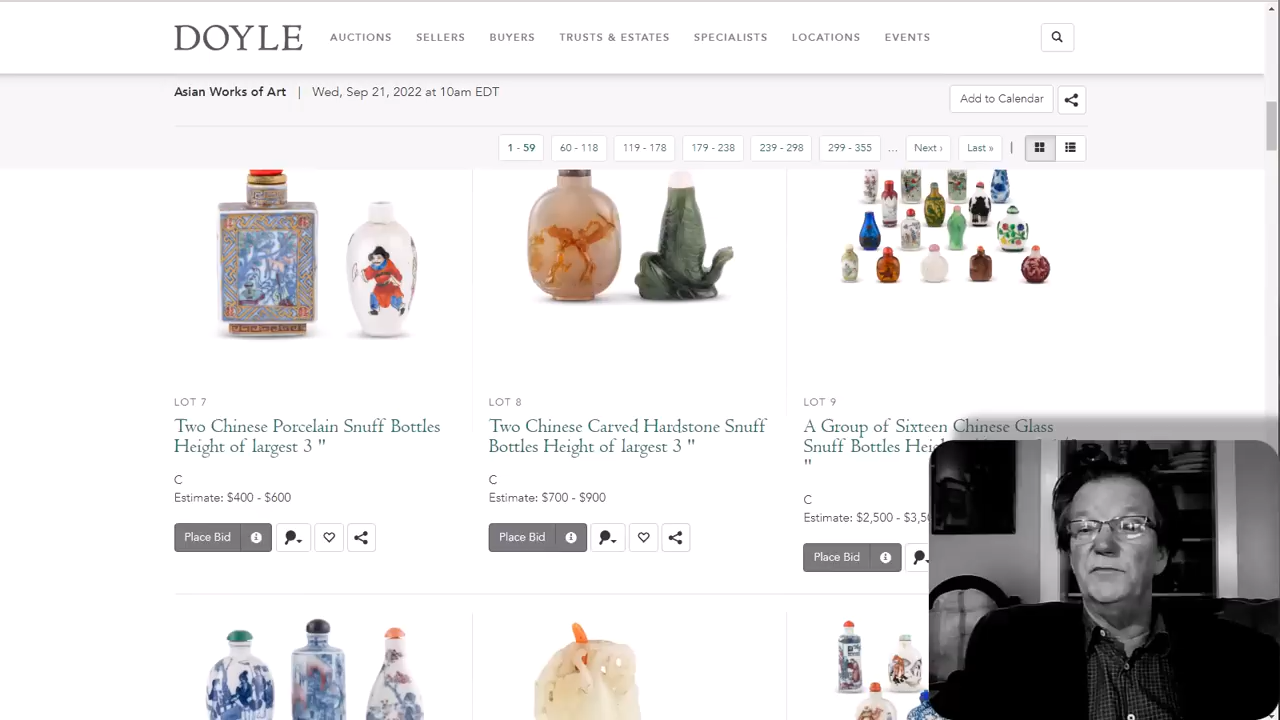 DOYLE
AUCTIONS SELLERS BUYERS TRUSTS & ESTATES SPECIALISTS LOCATIONS EVENTS
Asian Works of Art | Wed, Sep 21, 2022 at 10am EDT
Add to Calendar
1 - 59 60 - 118 119 - 178 179 - 238 239 - 298 299 - 355 ... Next › Last » |
LOT 7
Two Chinese Porcelain Snuff Bottles
Height of largest 3 "
C
Estimate: $400 - $600
Place Bid
LOT 8
Two Chinese Carved Hardstone Snuff
Bottles Height of largest 3 "
C
Estimate: $700 - $900
Place Bid
LOT 9
A Group of Sixteen Chinese Glass
Snuff Bottles
"
C
Estimate: $2,500 -
Place Bid